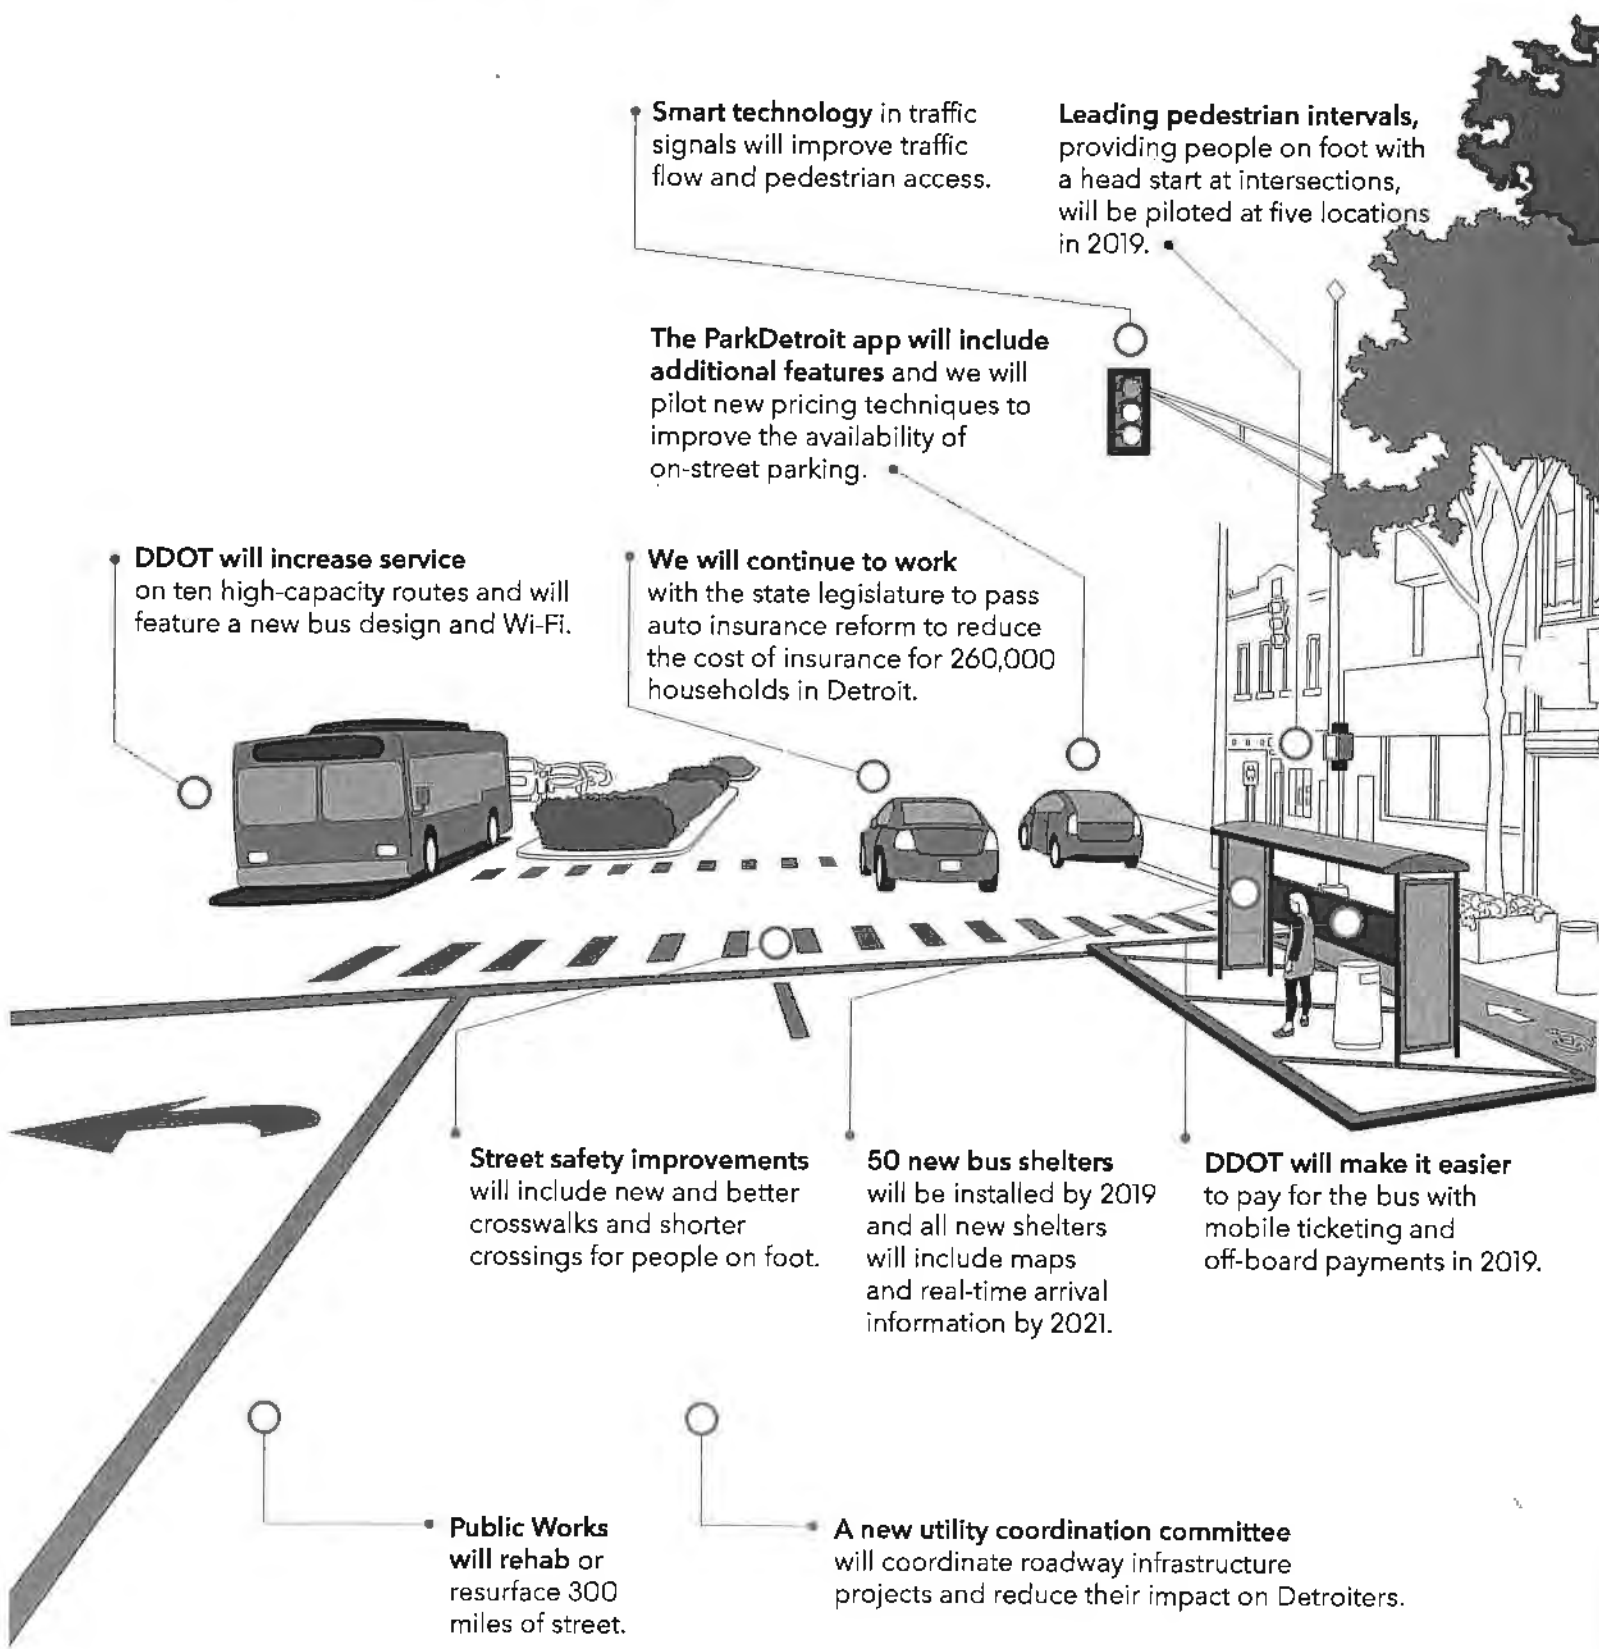 Smart technology in traffic
signals will improve traffic
flow and pedestrian access.
Leading pedestrian intervals,
providing people on foot with
a head start at intersections,
will be piloted at five locations
in 2019.
The ParkDetroit app will include
additional features and we will
pilot new pricing techniques to
improve the availability of
on-street parking.
DDOT will increase service
on ten high-capacity routes and will
feature a new bus design and Wi-Fi.
We will continue to work
with the state legislature to pass
auto insurance reform to reduce
the cost of insurance for 260,000
households in Detroit.
Street safety improvements
will include new and better
crosswalks and shorter
crossings for people on foot.
50 new bus shelters
will be installed by 2019
and all new shelters
will include maps
and real-time arrival
information by 2021.
DDOT will make it easier
to pay for the bus with
mobile ticketing and
off-board payments in 2019.
Public Works
will rehab or
resurface 300
miles of street.
A new utility coordination committee
will coordinate roadway infrastructure
projects and reduce their impact on Detroiters.